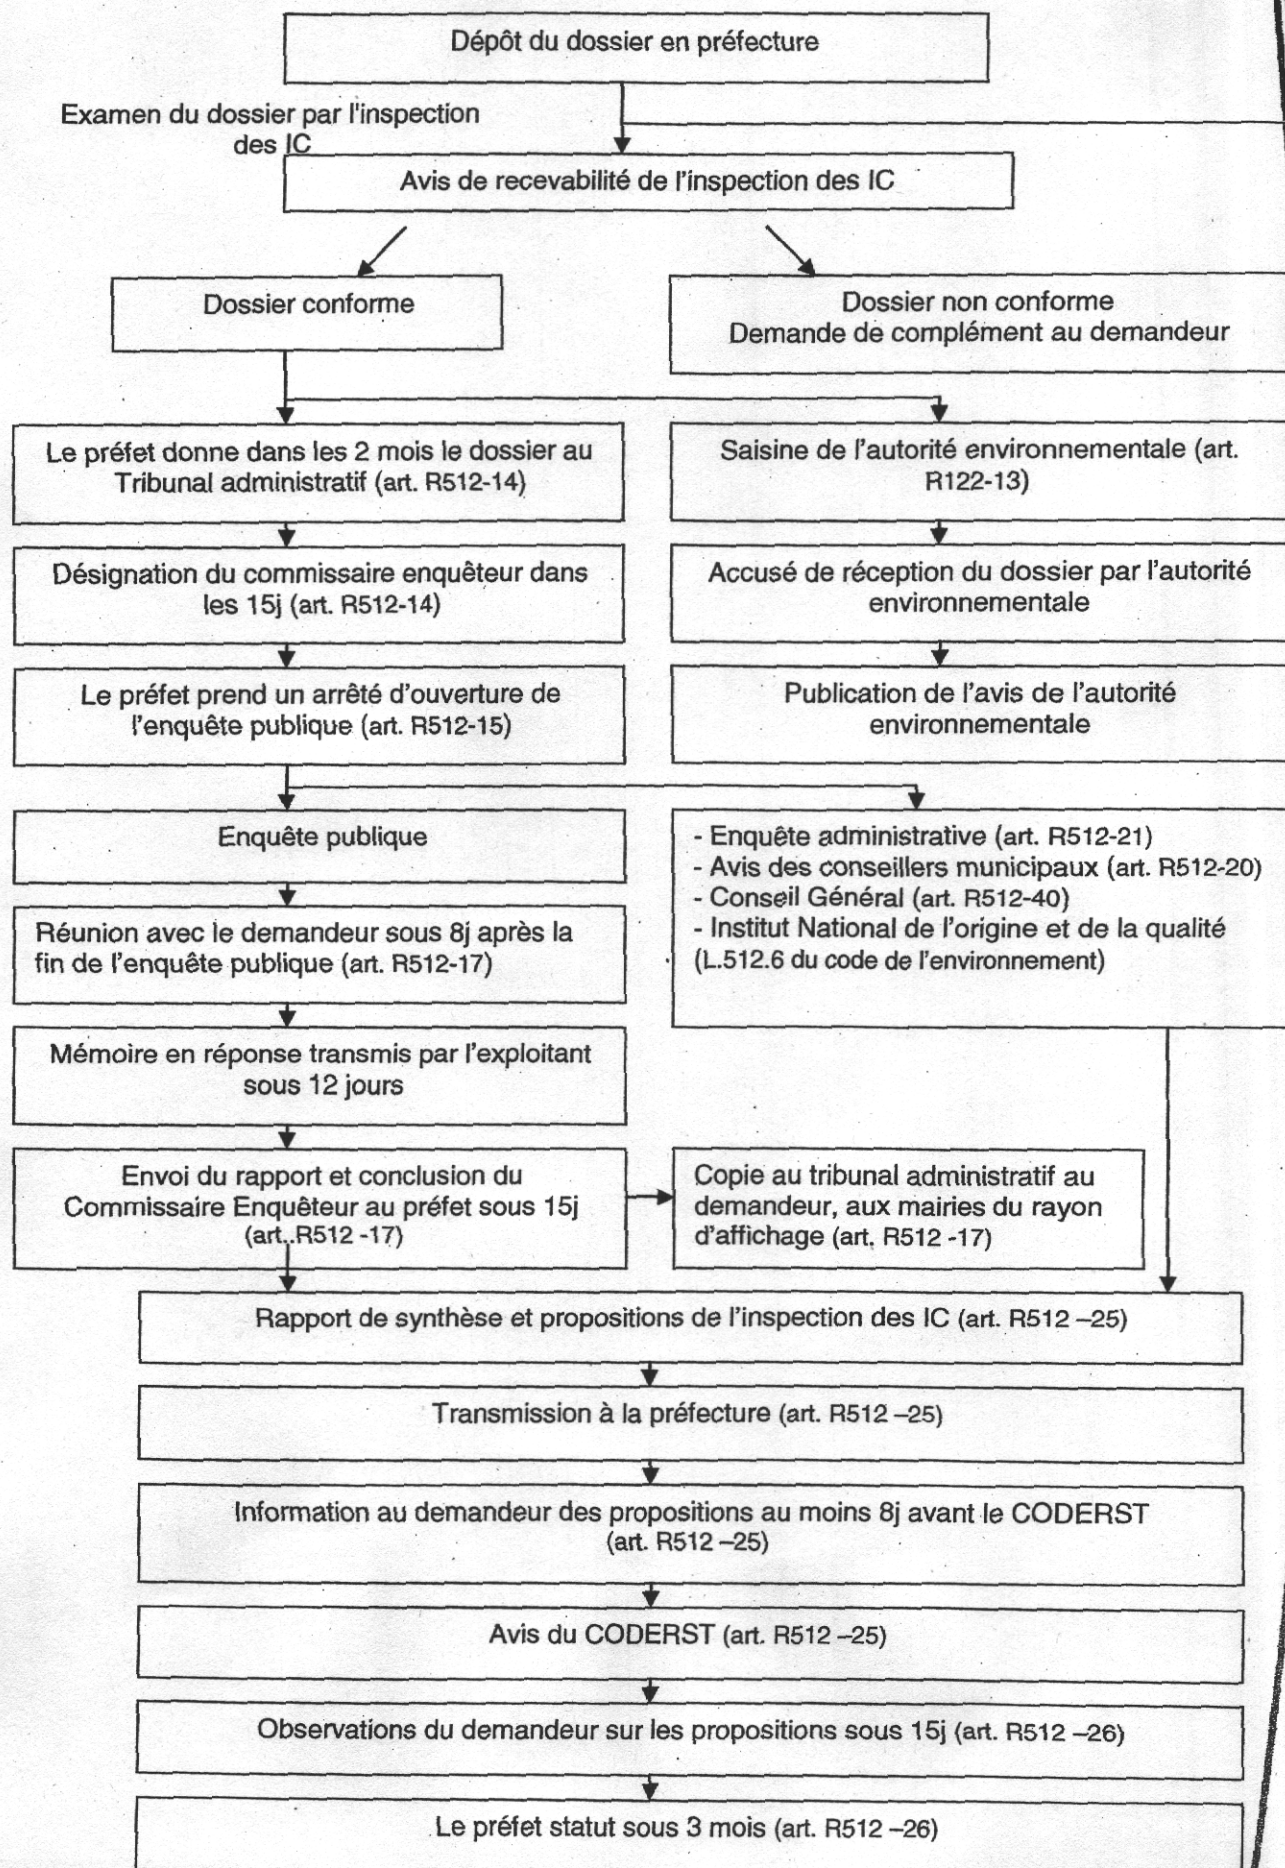 Dépôt du dossier en préfecture
Examen du dossier par l'inspection
des IC
Avis de recevabilité de l'inspection des IC
Dossier conforme
Dossier non conforme
Demande de complément au demandeur
Le préfet donne dans les 2 mois le dossier au
Tribunal administratif (art. R512-14)
Saisine de l'autorité environnementale (art.
R122-13)
Désignation du commissaire enquêteur dans
les 15j (art. R512-14)
Accusé de réception du dossier par l'autorité
environnementale
Le préfet prend un arrêté d'ouverture de
l'enquête publique (art. R512-15)
Publication de l'avis de l'autorité
environnementale
Enquête publique
- Enquête administrative (art. R512-21)
- Avis des conseillers municipaux (art. R512-20)
- Conseil Général (art. R512-40)
- Institut National de l'origine et de la qualité
(L.512.6 du code de l'environnement)
Réunion avec le demandeur sous 8j après la
fin de l'enquête publique (art. R512-17)
Mémoire en réponse transmis par l'exploitant
sous 12 jours
Envoi du rapport et conclusion du
Commissaire Enquêteur au préfet sous 15j
(art..R512 -17)
Copie au tribunal administratif au
demandeur, aux mairies du rayon
d'affichage (art. R512 -17)
Rapport de synthèse et propositions de l'inspection des IC (art. R512 –25)
Transmission à la préfecture (art. R512 –25)
Information au demandeur des propositions au moins 8j avant le CODERST
(art. R512 –25)
Avis du CODERST (art. R512 –25)
Observations du demandeur sur les propositions sous 15j (art. R512 –26)
Le préfet statut sous 3 mois (art. R512 –26)